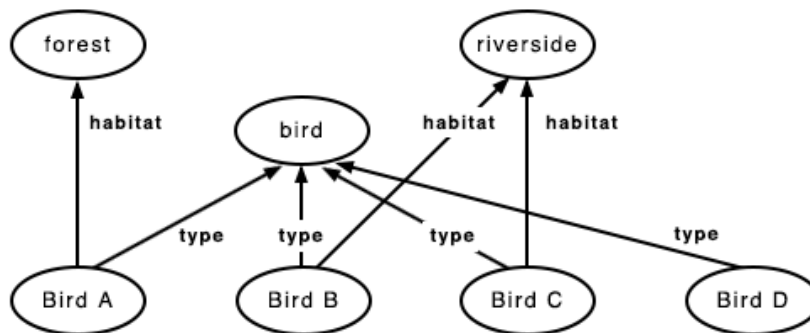 forest
riverside
habitat
habitat
habitat
bird
type
type
type
type
Bird A
Bird B
Bird C
Bird D